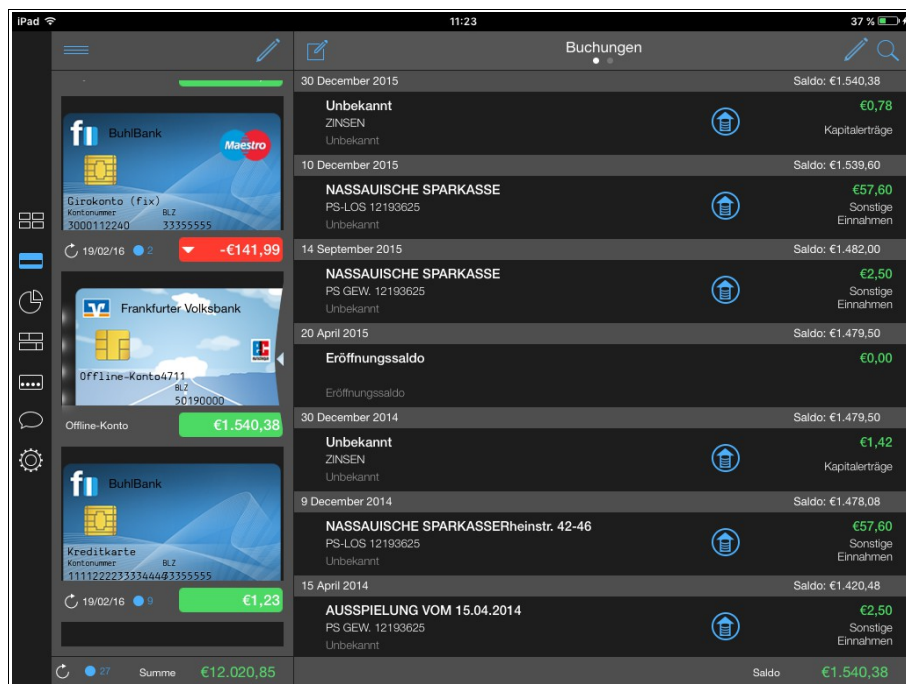 iPad 11:23 37 %
Buchungen
BuhlBank
Maestro
Girokonto (fix)
Kontonummer BLZ
3000112240 33355555
19/02/16 2 -€141,99
Frankfurter Volksbank
Offline-Konto4711
BLZ
50190000
Offline-Konto €1.540,38
BuhlBank
Kreditkarte
Kontonummer BLZ
19/02/16 9 €1,23
27 Summe €12.020,85
30 December 2015 Saldo: €1.540,38
Unbekannt €0,78
ZINSEN Kapitalerträge
Unbekannt
10 December 2015 Saldo: €1.539,60
NASSAUISCHE SPARKASSE €57,60
PS-LOS 12193625 Sonstige
Unbekannt Einnahmen
14 September 2015 Saldo: €1.482,00
NASSAUISCHE SPARKASSE €2,50
PS GEW. 12193625 Sonstige
Unbekannt Einnahmen
20 April 2015 Saldo: €1.479,50
Eröffnungssaldo €0,00
Eröffnungssaldo
30 December 2014 Saldo: €1.479,50
Unbekannt €1,42
ZINSEN Kapitalerträge
Unbekannt
9 December 2014 Saldo: €1.478,08
NASSAUISCHE SPARKASSERheinstr. 42-46 €57,60
PS-LOS 12193625 Sonstige
Unbekannt Einnahmen
15 April 2014 Saldo: €1.420,48
AUSSPIELUNG VOM 15.04.2014 €2,50
PS GEW. 12193625 Sonstige
Unbekannt Einnahmen
Saldo €1.540,38